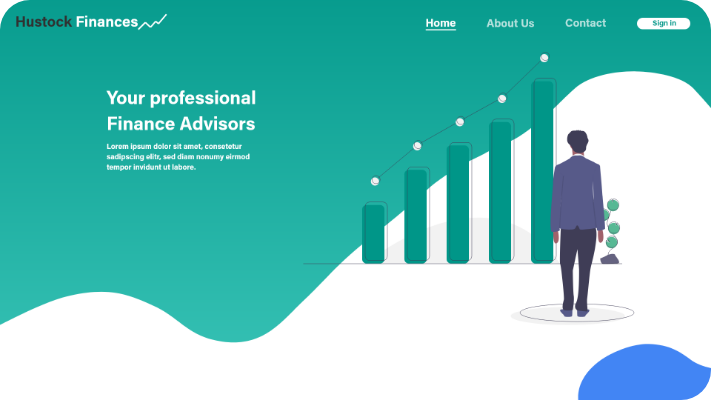 Hustock Finances
Home
About Us
Contact
Sign in
Your professional
Finance Advisors
Lorem ipsum dolor sit amet, consetetur
sadipscing elitr, sed diam nonumy eirmod
tempor invidunt ut labore.